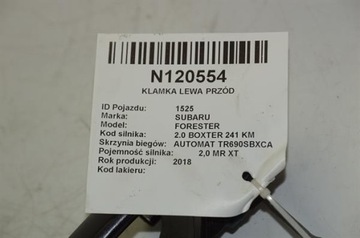 N120554
KLAMKA LEWA PRZÓD
ID Pojazdu: 1525
Marka: SUBARU
Model: FORESTER
Kod silnika: 2.0 BOXTER 241 KM
Skrzynia biegów: AUTOMAT TR690SBXCA
Pojemność silnika: 2,0 MR XT
Rok produkcji: 2018
Kod lakieru: